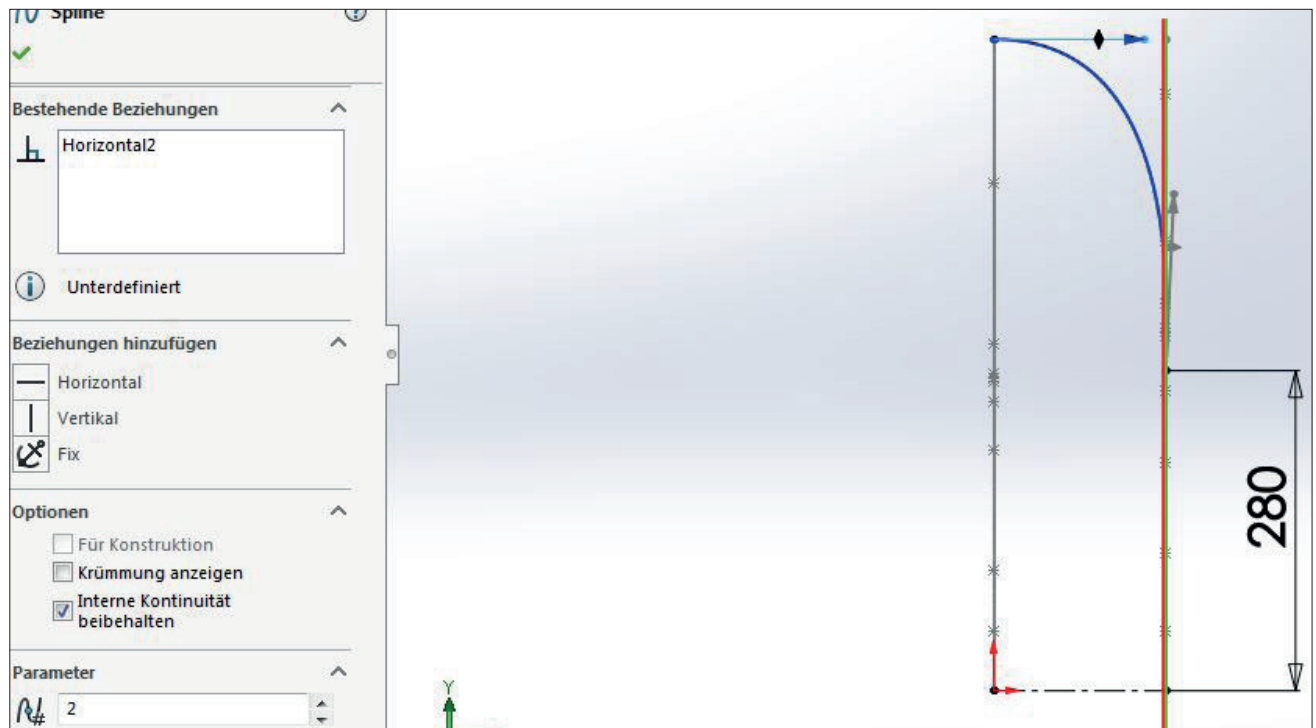 Spline
Bestehende Beziehungen
Horizontal2
Unterdefiniert
Beziehungen hinzufügen
Horizontal
Vertikal
Fix
Optionen
Für Konstruktion
Krümmung anzeigen
Interne Kontinuität
beibehalten
Parameter
2
280
Y